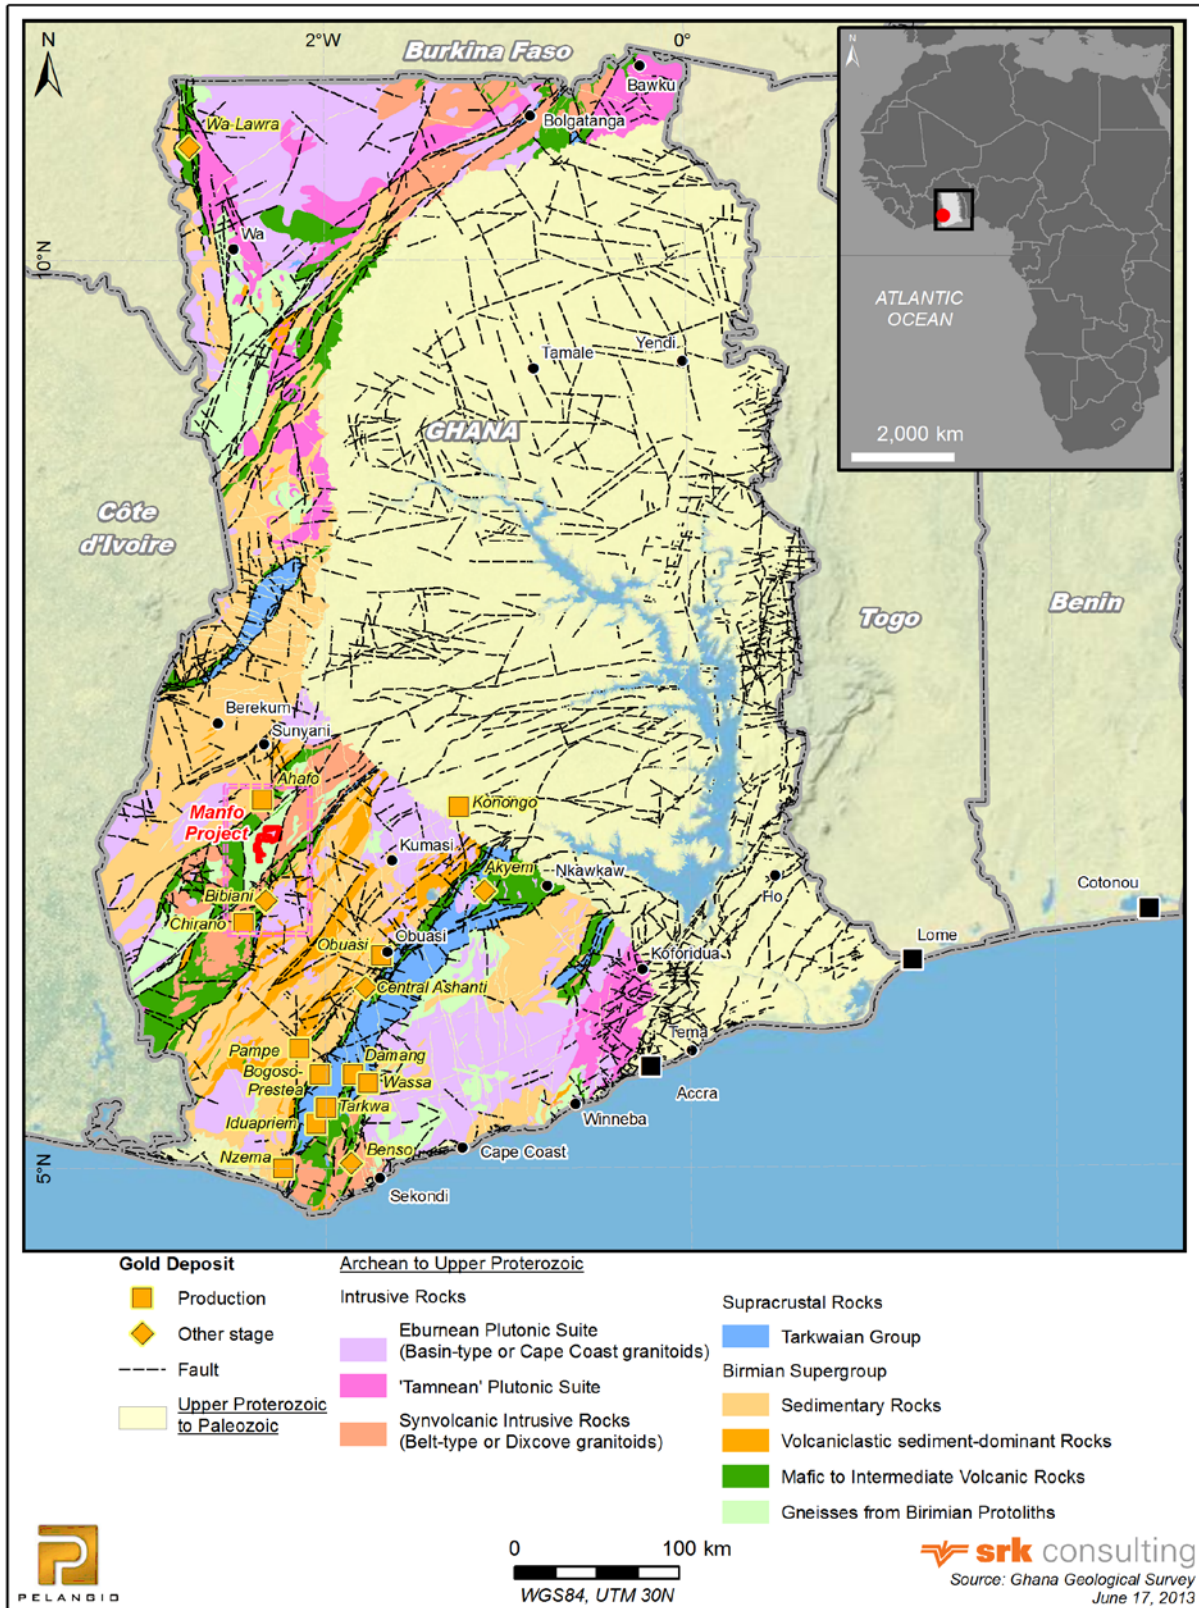 N
2°W
Burkina Faso
0°
N
Bawku
Wa-Lawra
Bolgatanga
Wa
10°N
ATLANTIC
OCEAN
Tamale
Yendi
2,000 km
GHANA
Côte
d'Ivoire
Togo
Benin
Berekum
Sunyani
Ahafo
Manfo
Project
Konongo
Kumasi
Akyem
Nkawkaw
Bibiani
Ho
Cotonou
Chirano
Obuasi
Obuasi
Koforidua
Lome
Central Ashanti
Tema
Pampe
Damang
Bogoso-
Prestea
Wassa
Accra
Tarkwa
Iduapriem
Winneba
Nzema
Benso
Cape Coast
5°N
Sekondi
Gold Deposit
Production
Other stage
Fault
Upper Proterozoic
to Paleozoic
Archean to Upper Proterozoic
Intrusive Rocks
Eburnean Plutonic Suite
(Basin-type or Cape Coast granitoids)
'Tamnean' Plutonic Suite
Synvolcanic Intrusive Rocks
(Belt-type or Dixcove granitoids)
Supracrustal Rocks
Tarkwaian Group
Birmian Supergroup
Sedimentary Rocks
Volcaniclastic sediment-dominant Rocks
Mafic to Intermediate Volcanic Rocks
Gneisses from Birimian Protoliths
PELANGIO
0 100 km
WGS84, UTM 30N
srk consulting
Source: Ghana Geological Survey
June 17, 2013